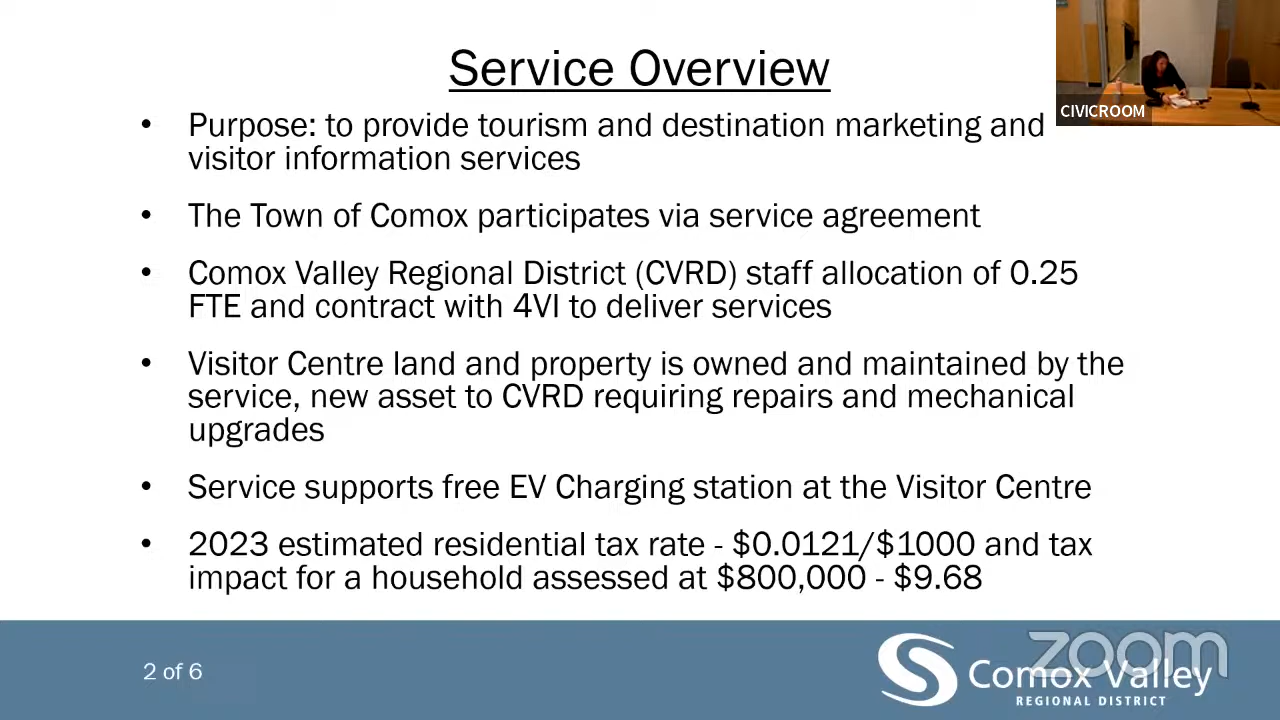 Service Overview
CIVICROOM
• Purpose: to provide tourism and destination marketing and
visitor information services
• The Town of Comox participates via service agreement
• Comox Valley Regional District (CVRD) staff allocation of 0.25
FTE and contract with 4VI to deliver services
• Visitor Centre land and property is owned and maintained by the
service, new asset to CVRD requiring repairs and mechanical
upgrades
• Service supports free EV Charging station at the Visitor Centre
• 2023 estimated residential tax rate - $0.0121/$1000 and tax
impact for a household assessed at $800,000 - $9.68
2 of 6
zoom
Comox Valley
REGIONAL DISTRICT